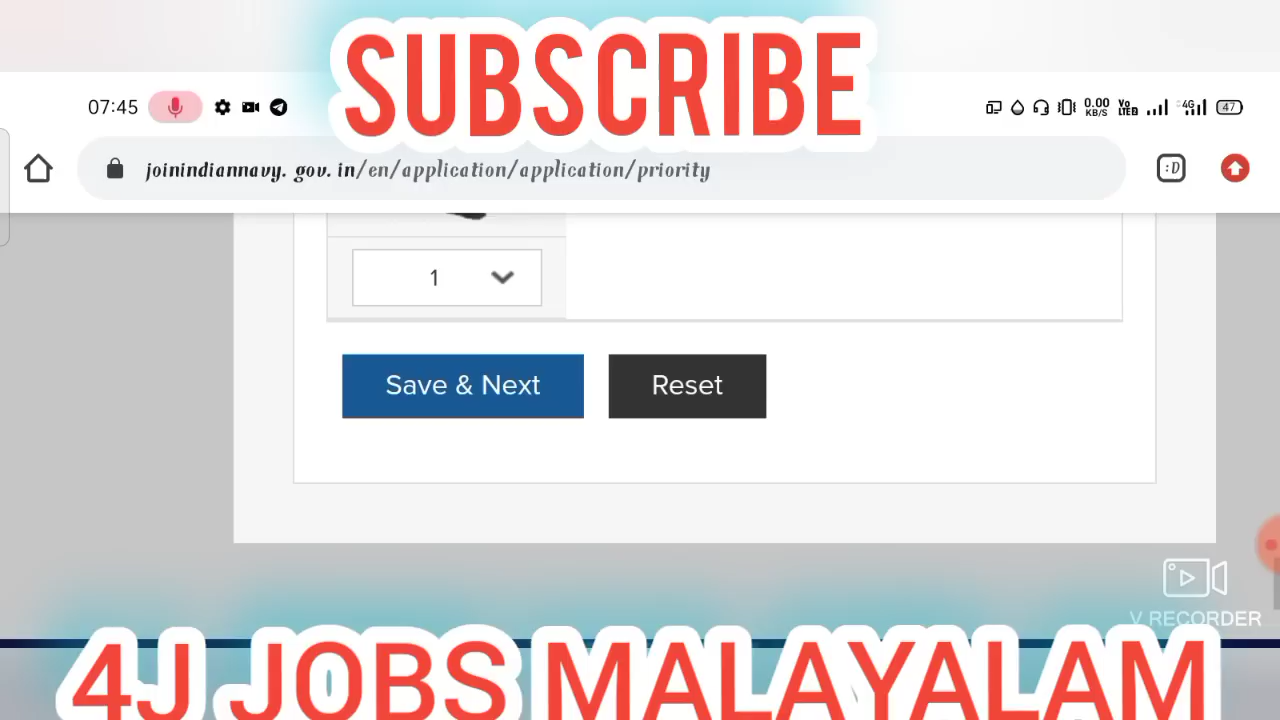 SUBSCRIBE
07:45
0.00 KB/S
Vo LTE2
4G
47
joinindiannavy. gov. in/en/application/application/priority
:D
1
Save & Next
Reset
V RECORDER
4J JOBS MALAYALAM